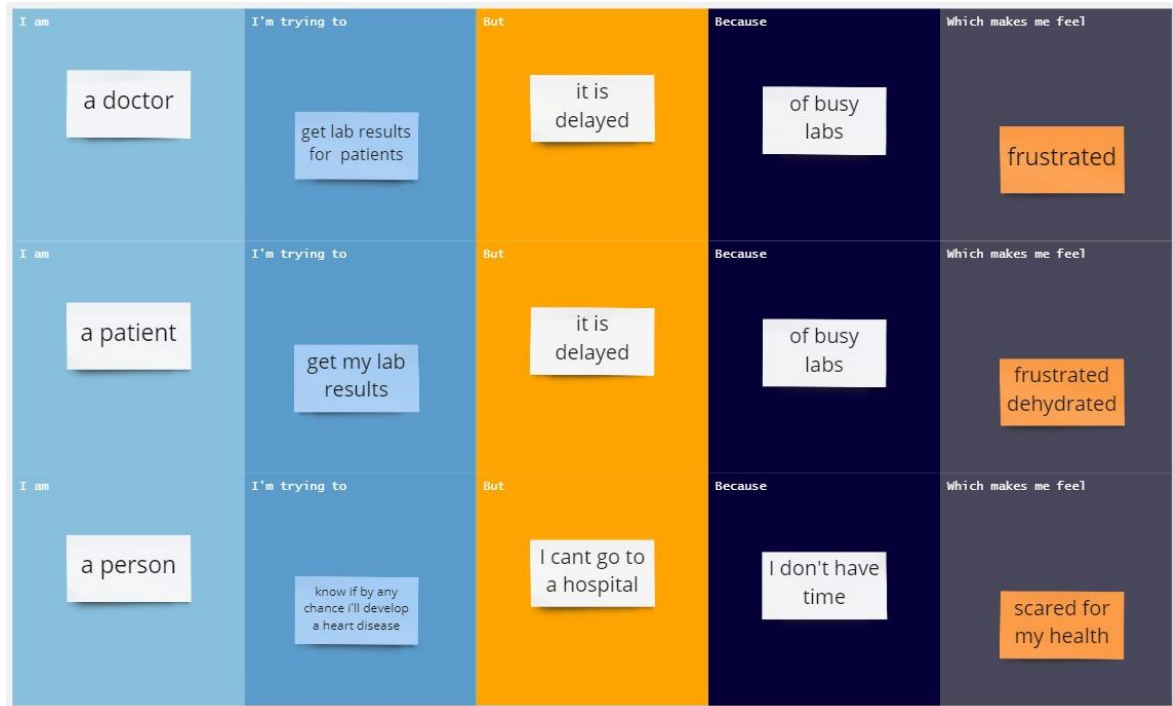 I am
a doctor
I'm trying to
get lab results
for patients
But
it is
delayed
Because
of busy
labs
Which makes me feel
frustrated
I am
a patient
I'm trying to
get my lab
results
But
it is
delayed
Because
of busy
labs
Which makes me feel
frustrated
dehydrated
I am
a person
I'm trying to
know if by any
chance i'll develop
a heart disease
But
I cant go to
a hospital
Because
I don't have
time
Which makes me feel
scared for
my health